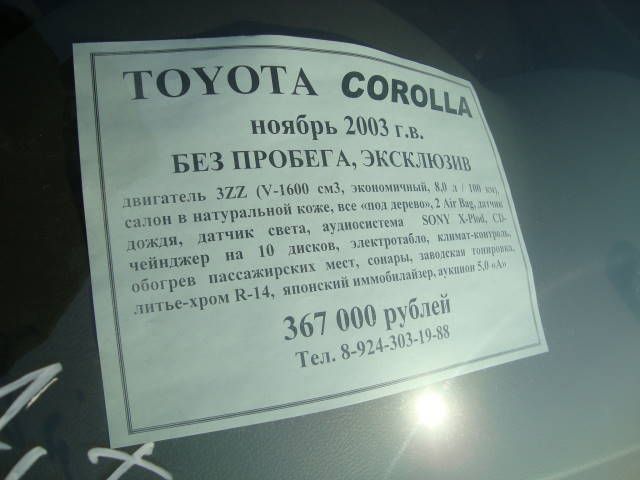 TOYOTA COROLLA
ноябрь 2003 г.в.
БЕЗ ПРОБЕГА, ЭКСКЛЮЗИВ
двигатель 3ZZ (V-1600 см3, экономичный, 8,0 л / 100 км),
салон в натуральной коже, все «под дерево», 2 Air Bag, датчик
дождя, датчик света, аудиосистема SONY X-Plod, CD-
чейнджер на 10 дисков, электротабло, климат-контроль,
обогрев пассажирских мест, сонары, заводская тонировка,
литье-хром R-14, японский иммобилайзер, аукцион 5,0 «А»
367 000 рублей
Тел. 8-924-303-19-88